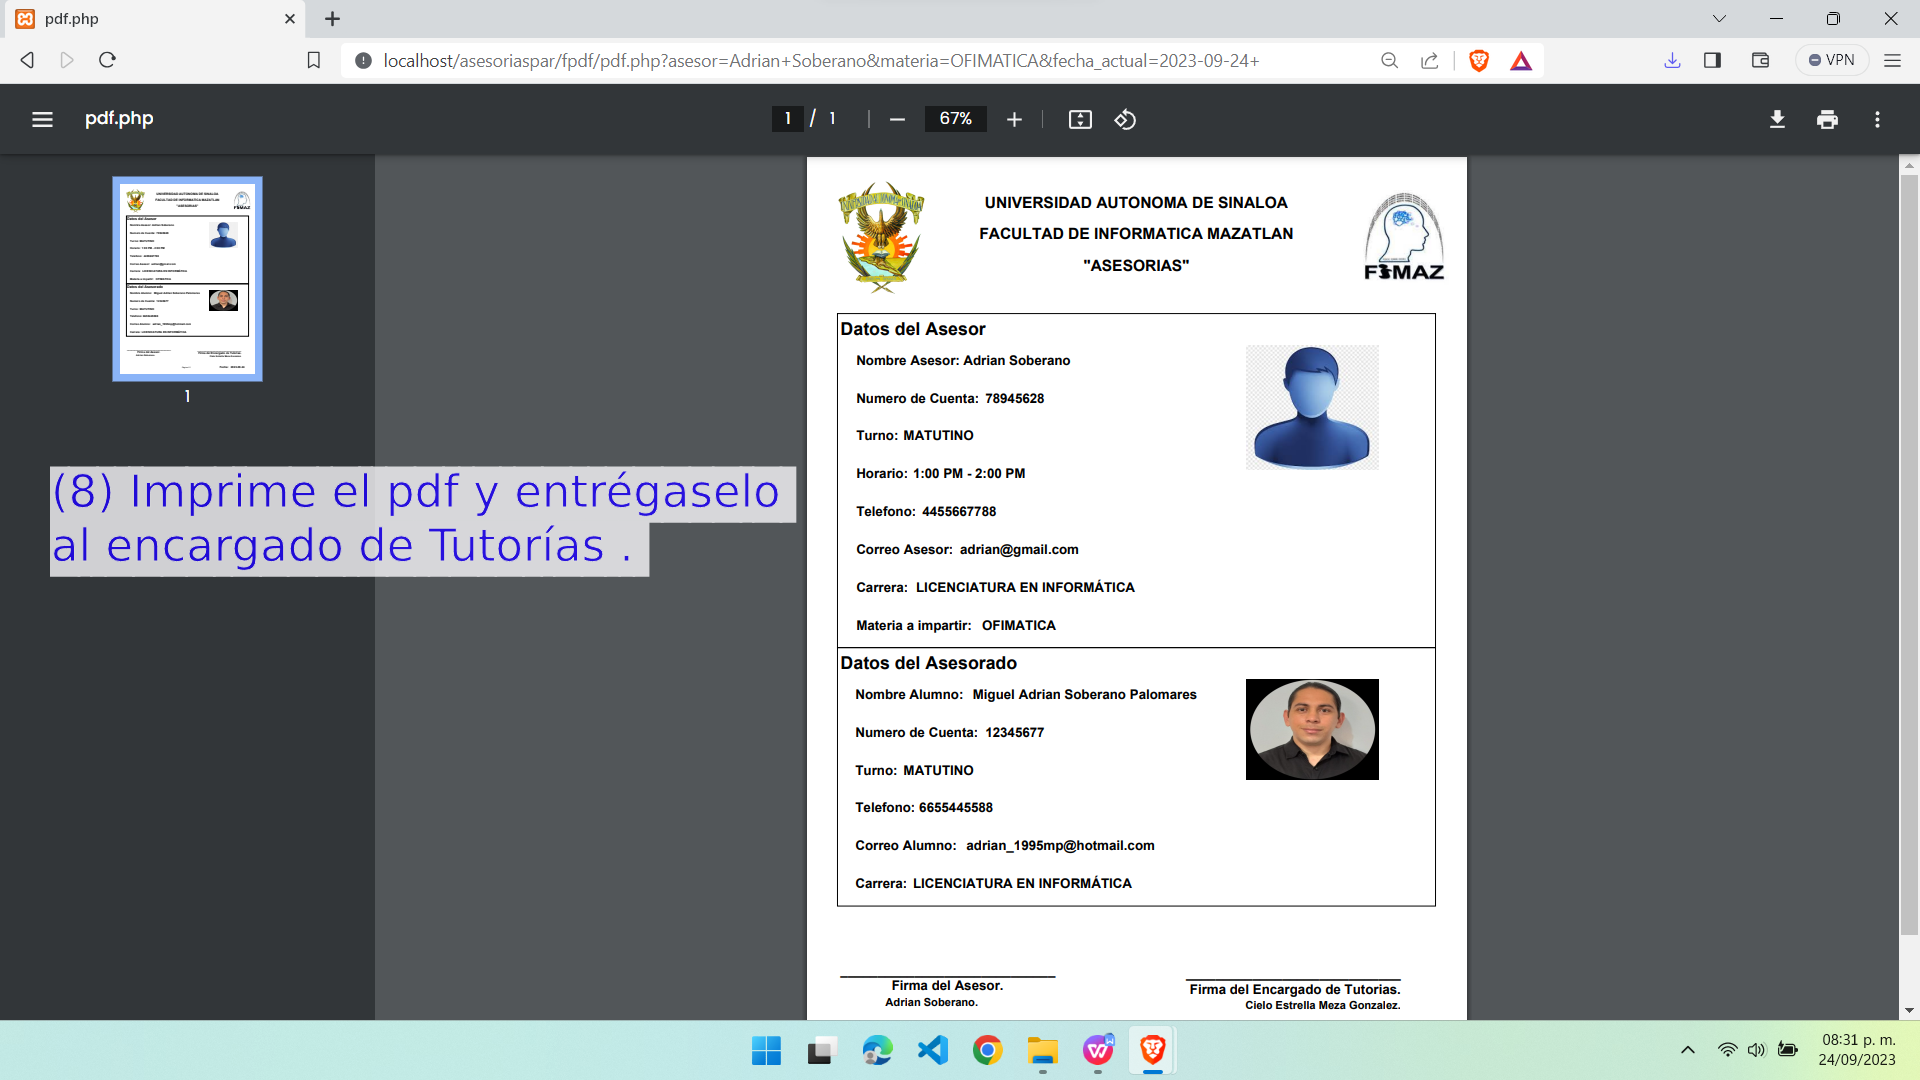 pdf.php
localhost/asesoriaspar/fpdf/pdf.php?asesor=Adrian+Soberano&materia=OFIMATICA&fecha_actual=2023-09-24+
VPN
pdf.php
1 / 1
67%
1
(8) Imprime el pdf y entrégaselo
al encargado de Tutorías .
UNIVERSIDAD AUTONOMA DE SINALOA
FACULTAD DE INFORMATICA MAZATLAN
"ASESORIAS"
FIMAZ
Datos del Asesor
Nombre Asesor: Adrian Soberano
Numero de Cuenta: 78945628
Turno: MATUTINO
Horario: 1:00 PM - 2:00 PM
Telefono: 4455667788
Correo Asesor: adrian@gmail.com
Carrera: LICENCIATURA EN INFORMÁTICA
Materia a impartir: OFIMATICA
Datos del Asesorado
Nombre Alumno: Miguel Adrian Soberano Palomares
Numero de Cuenta: 12345677
Turno: MATUTINO
Telefono: 6655445588
Correo Alumno: adrian_1995mp@hotmail.com
Carrera: LICENCIATURA EN INFORMÁTICA
Firma del Asesor.
Adrian Soberano.
Firma del Encargado de Tutorias.
Cielo Estrella Meza Gonzalez.
08:31 p. m.
24/09/2023